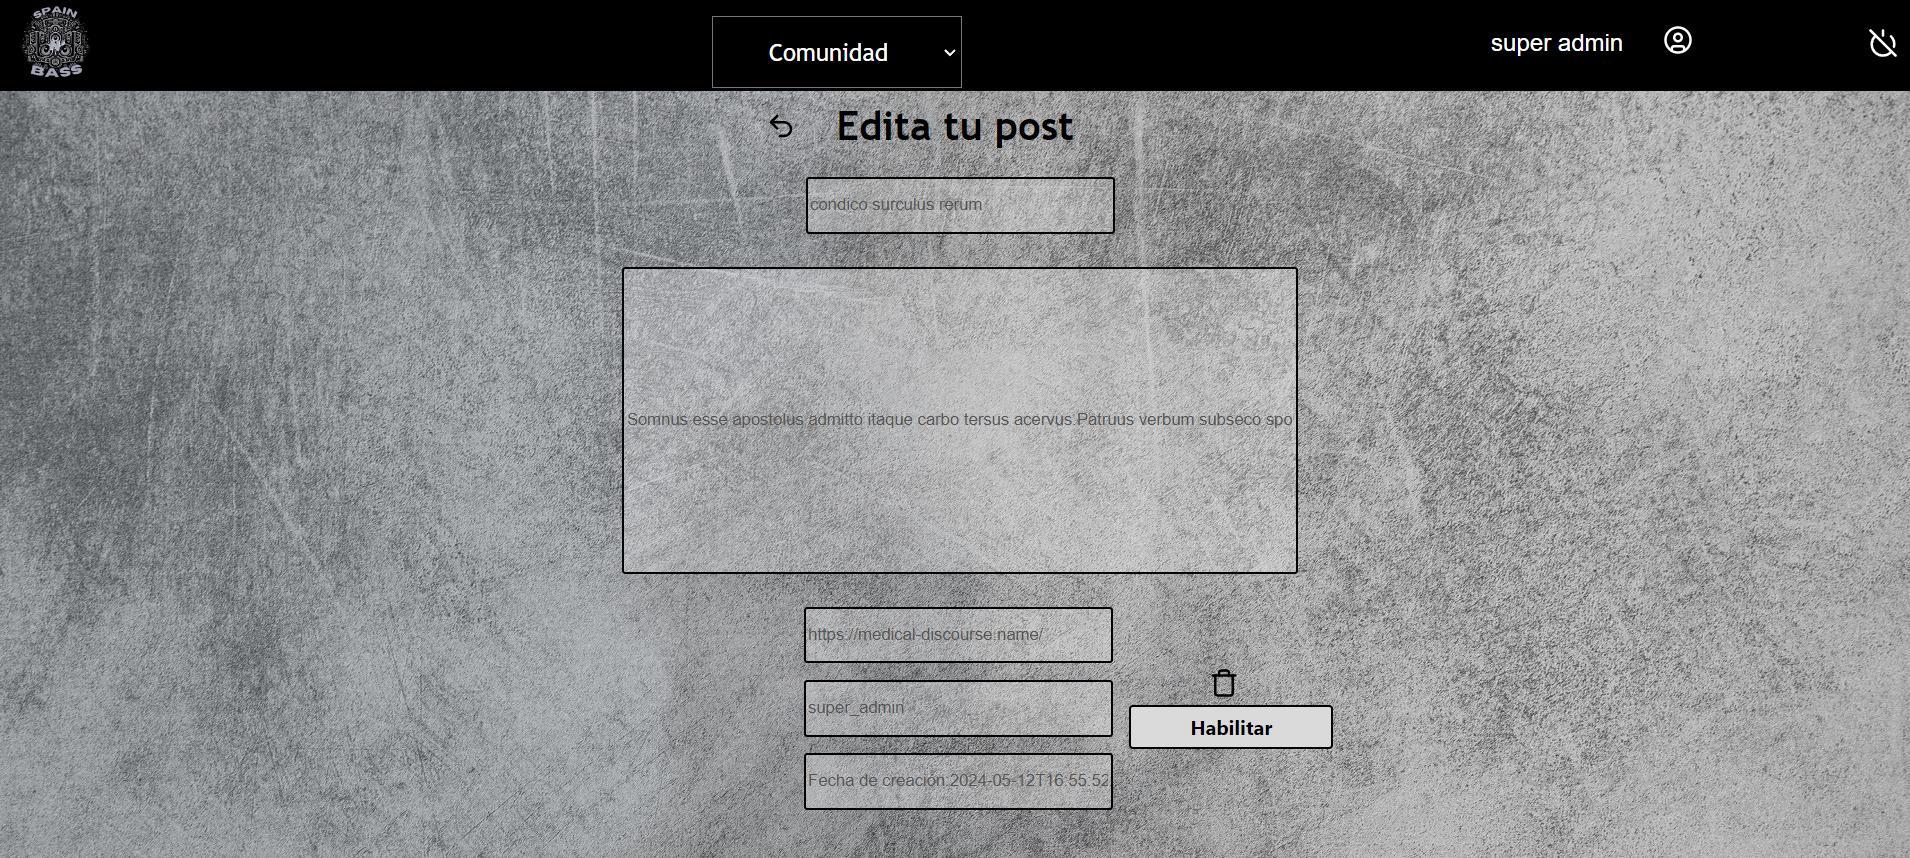 SPAIN
BASS
Comunidad
super admin
Edita tu post
condico surculus rerum
Somnus esse apostolus admitto itaque carbo tersus acervus.Patruus verbum subseco spo
https://medical-discourse.name/
super_admin
Habilitar
Fecha de creación:2024-05-12T16:55:52